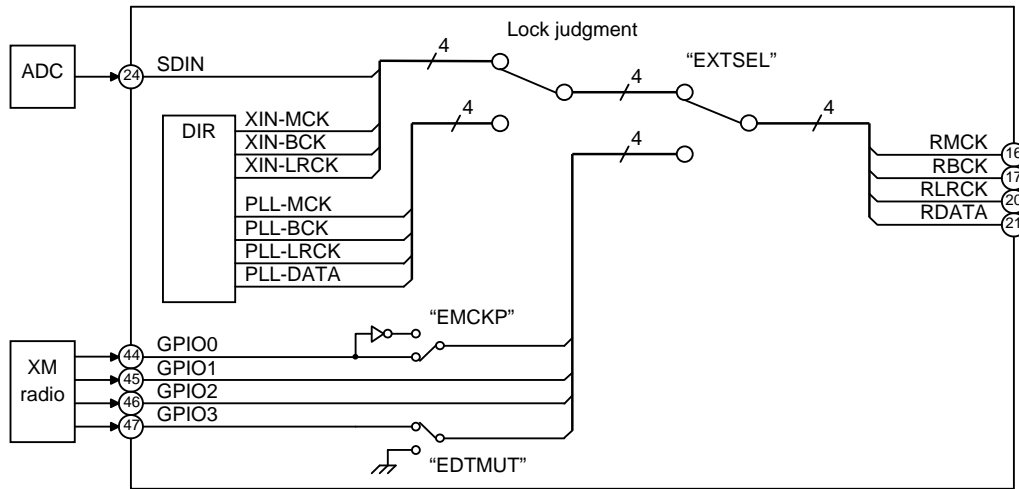 Lock judgment
4
"EXTSEL"
ADC
24
SDIN
4
4
DIR
XIN-MCK
XIN-BCK
XIN-LRCK
4
4
RMCK
16
RBCK
17
RLRCK
20
RDATA
21
PLL-MCK
PLL-BCK
PLL-LRCK
PLL-DATA
"EMCKP"
XM
radio
44
GPIO0
45
GPIO1
46
GPIO2
47
GPIO3
"EDTMUT"